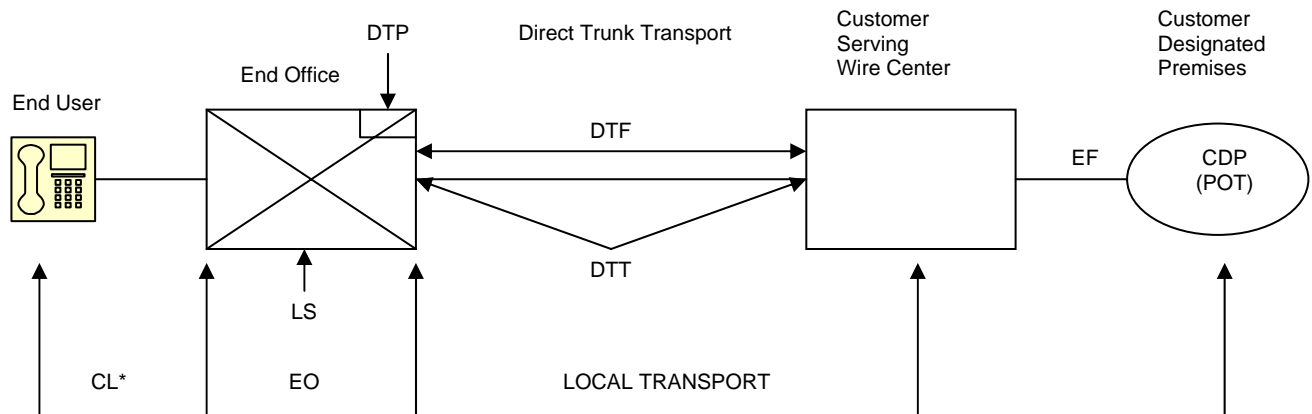 DTP
Direct Trunk Transport
Customer
Serving
Wire Center
Customer
Designated
Premises
End Office
End User
DTF
EF
CDP
(POT)
DTT
LS
CL*
EO
LOCAL TRANSPORT